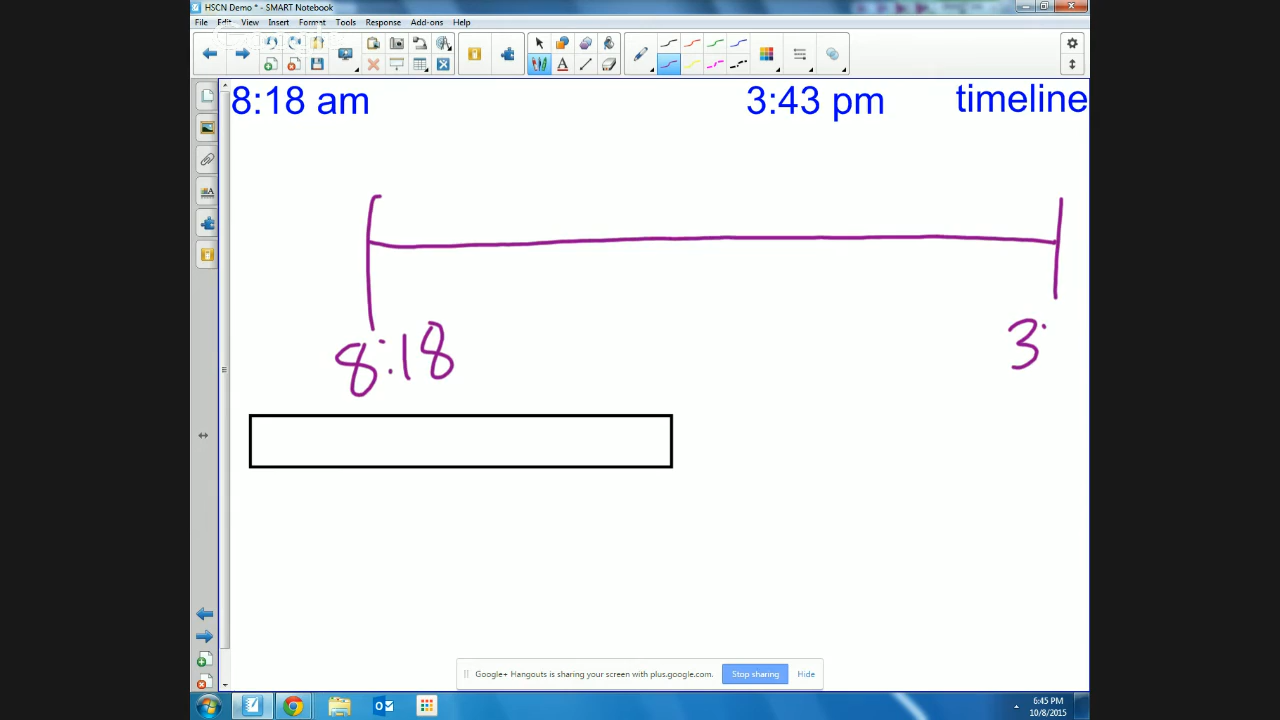 HSCN Demo * - SMART Notebook
File Edit View Insert Format Tools Response Add-ons Help
8:18 am 3:43 pm timeline
8:18 3:
Google+ Hangouts is sharing your screen with plus.google.com. Stop sharing Hide
6:45 PM
10/8/2015